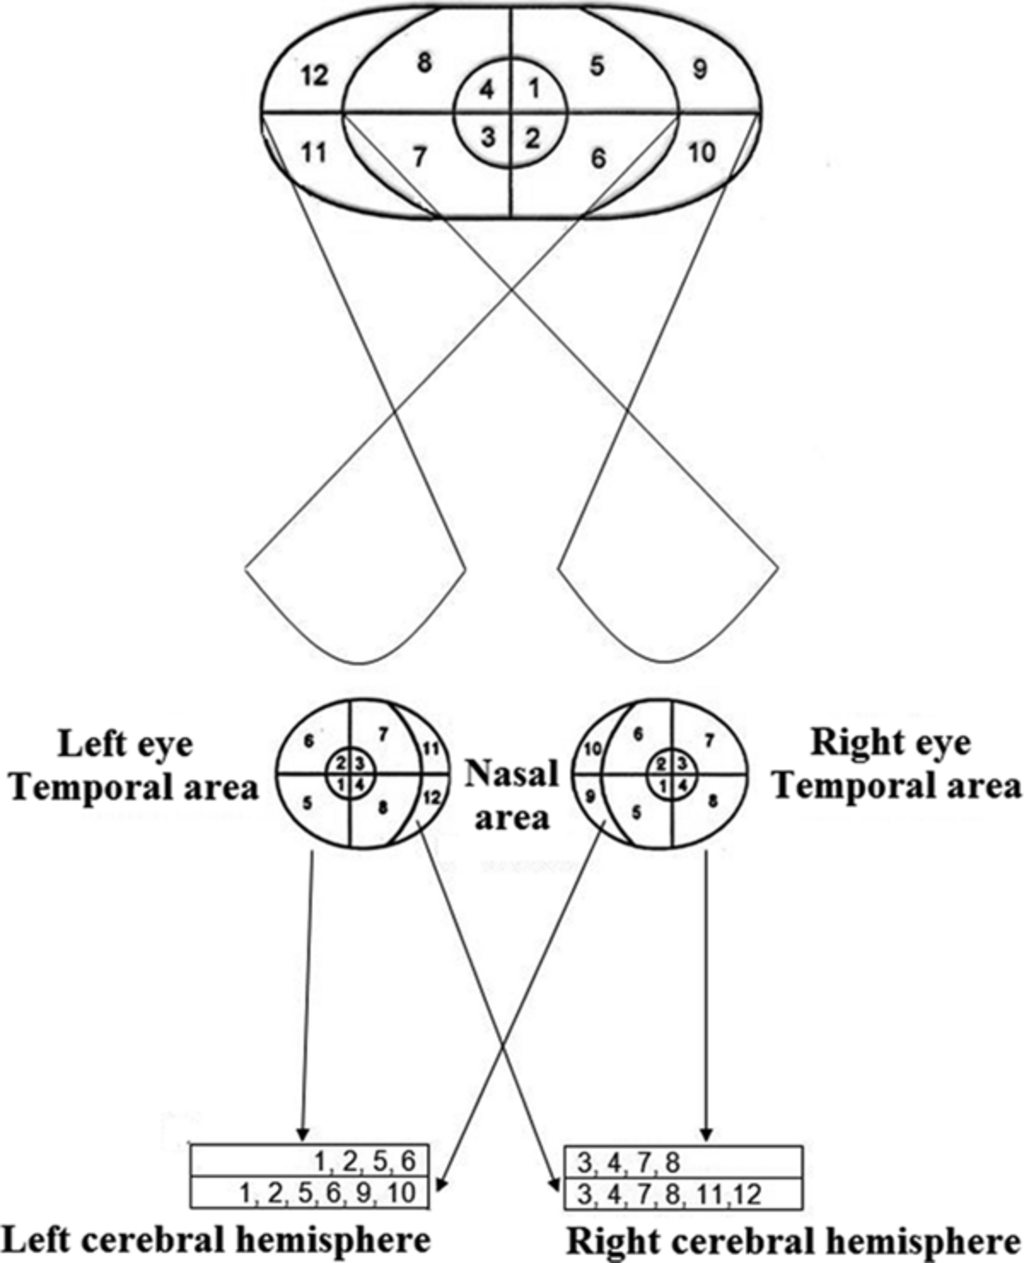 12 8 5 9
4 1
11 7 3 2 6 10
Left eye
Temporal area
6 7 11
2 3
1 4
5 8 12
Nasal
area
10 6 7
2 3
1 4
9 5 8
Right eye
Temporal area
1, 2, 5, 6
1, 2, 5, 6, 9, 10
Left cerebral hemisphere
3, 4, 7, 8
3, 4, 7, 8, 11,12
Right cerebral hemisphere